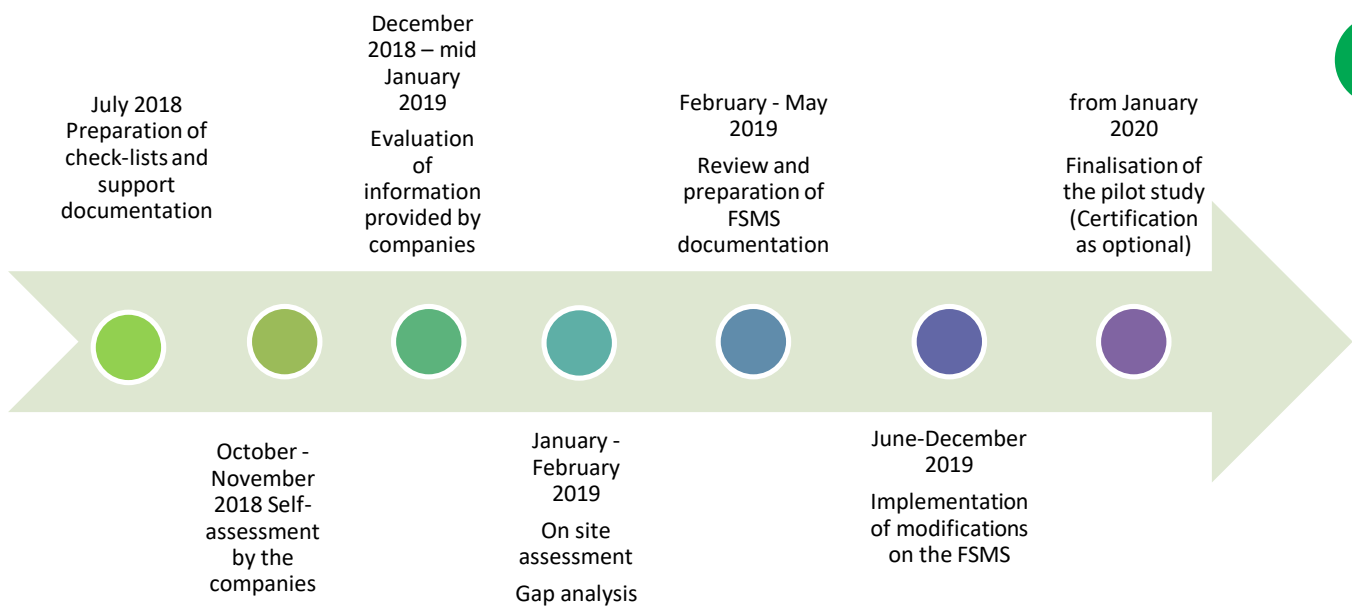 July 2018
Preparation of
check-lists and
support
documentation
October -
November
2018 Self-
assessment
by the
companies
December
2018 – mid
January
2019
Evaluation
of
information
provided by
companies
January -
February
2019
On site
assessment
Gap analysis
February - May
2019
Review and
preparation of
FSMS
documentation
June-December
2019
Implementation
of modifications
on the FSMS
from January
2020
Finalisation of
the pilot study
(Certification
as optional)